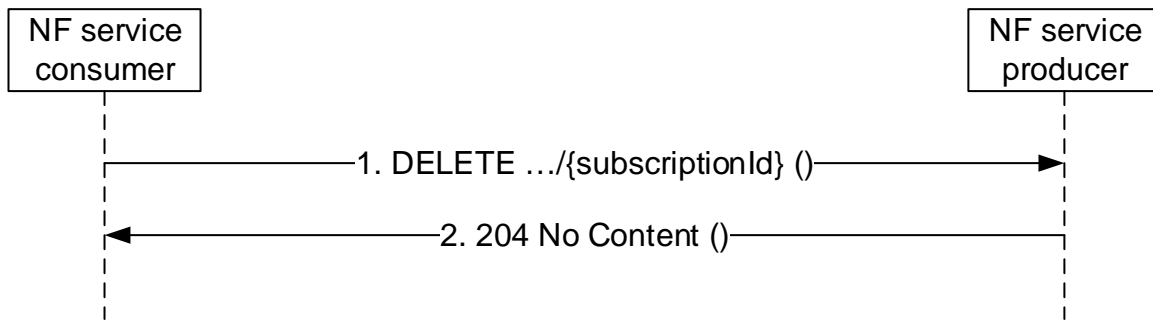 NF service
consumer
NF service
producer
1. DELETE …/{subscriptionId} ()
2. 204 No Content ()